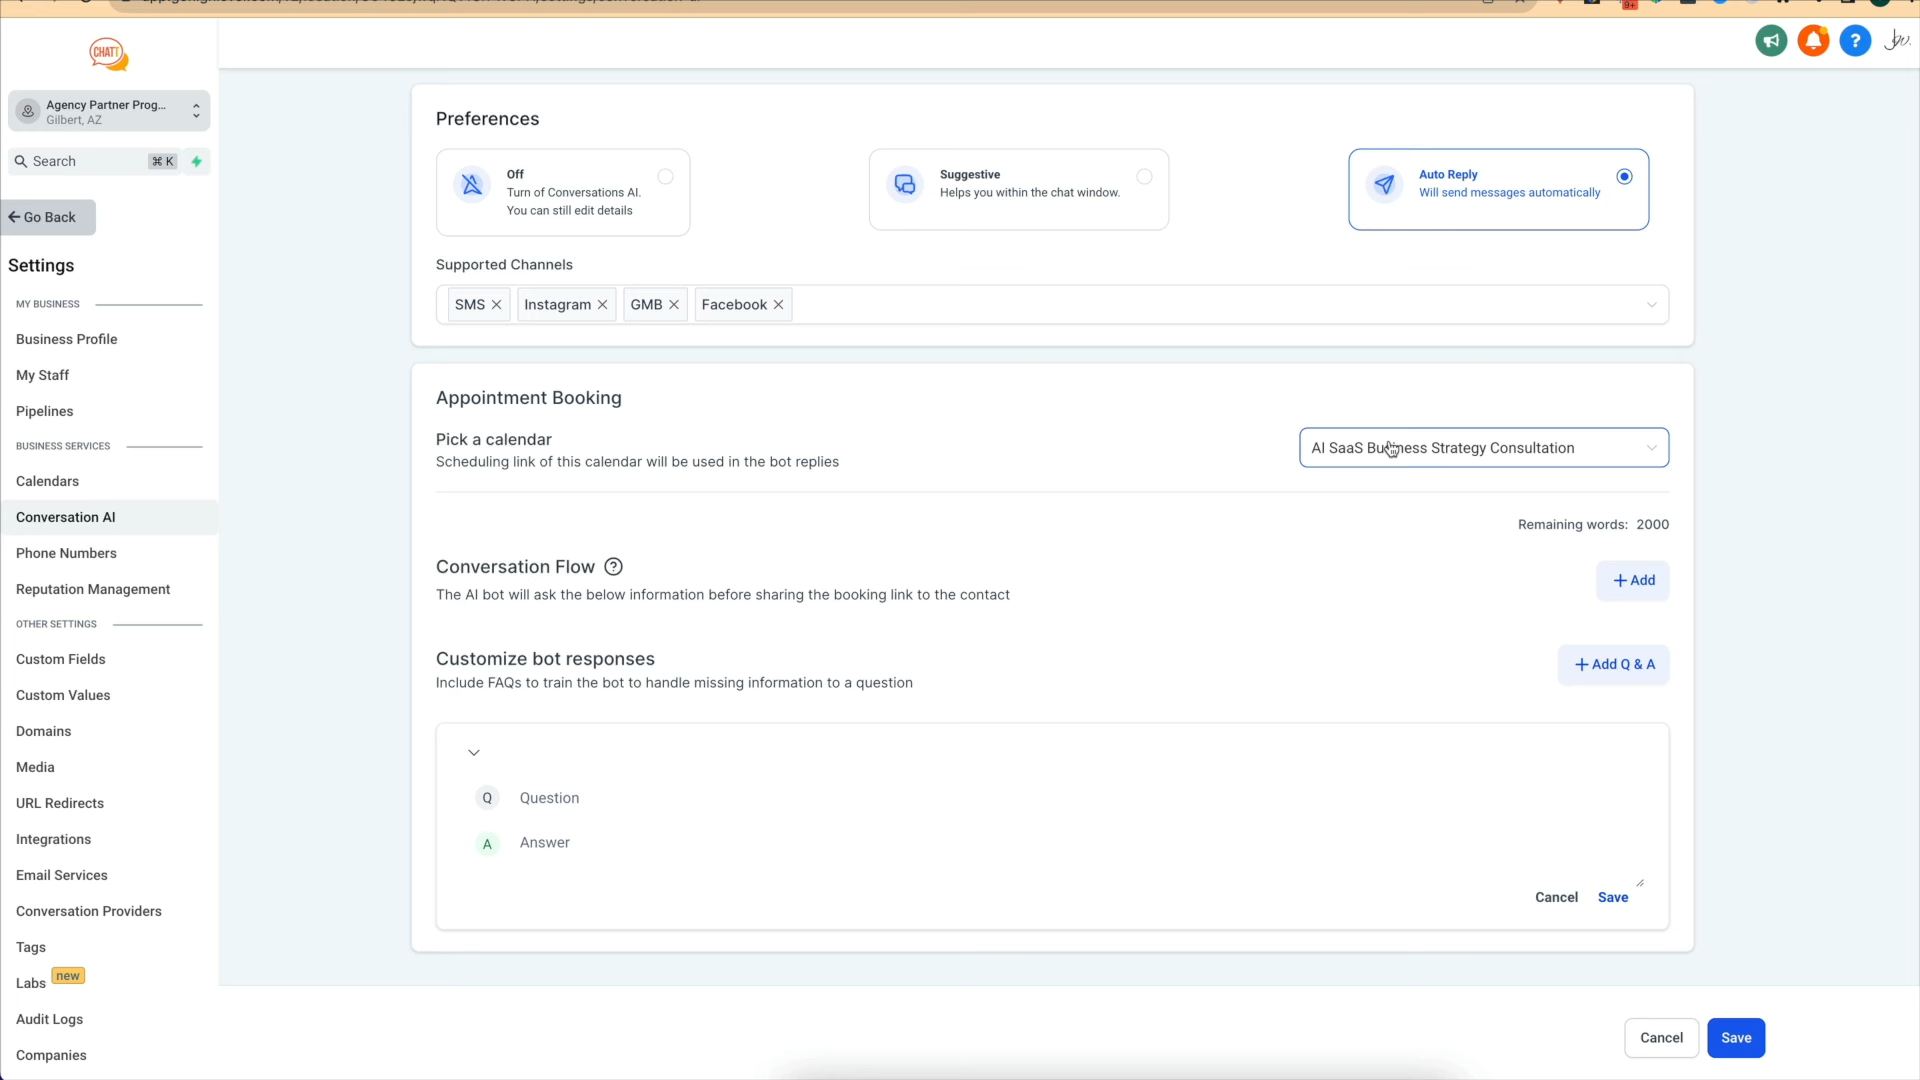 9+
CHATT
Agency Partner Prog...
Gilbert, AZ
Search
⌘ K
Go Back
Settings
MY BUSINESS
Business Profile
My Staff
Pipelines
BUSINESS SERVICES
Calendars
Conversation AI
Phone Numbers
Reputation Management
OTHER SETTINGS
Custom Fields
Custom Values
Domains
Media
URL Redirects
Integrations
Email Services
Conversation Providers
Tags
Labs new
Audit Logs
Companies
Preferences
Off
Turn of Conversations AI.
You can still edit details
Suggestive
Helps you within the chat window.
Auto Reply
Will send messages automatically
Supported Channels
SMS
Instagram
GMB
Facebook
Appointment Booking
Pick a calendar
Scheduling link of this calendar will be used in the bot replies
AI SaaS Business Strategy Consultation
Remaining words: 2000
Conversation Flow ?
The AI bot will ask the below information before sharing the booking link to the contact
+ Add
Customize bot responses
Include FAQs to train the bot to handle missing information to a question
+ Add Q & A
Q Question
A Answer
Cancel Save
Cancel Save